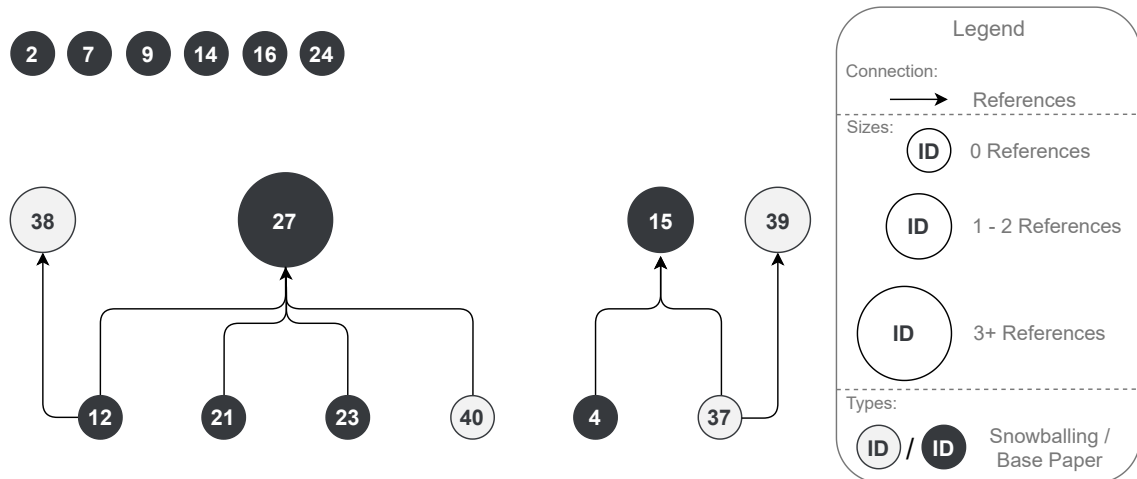 2 7 9 14 16 24
38 27 15 39
12 21 23 40 4 37
Legend
Connection:
References
Sizes:
ID 0 References
ID 1 - 2 References
ID 3+ References
Types:
ID / ID Snowballing /
Base Paper